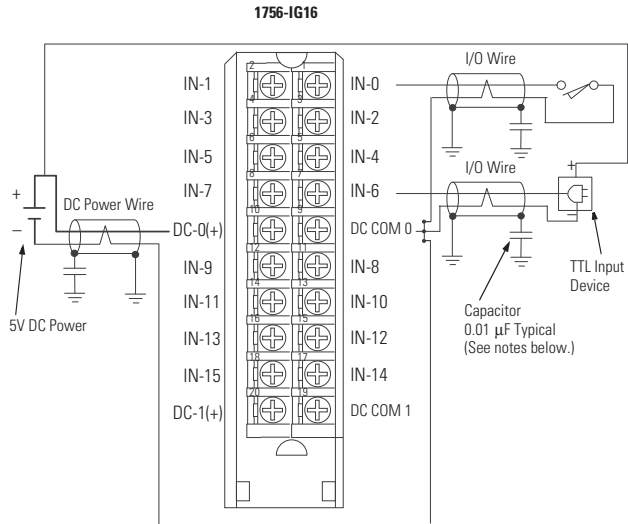 1756-IG16
I/O Wire
2 1
IN-1 IN-0
4 3
IN-3 IN-2
6 5
IN-5 IN-4
I/O Wire
8 7
IN-7 IN-6
+
+
DC Power Wire
10 9
DC-0(+) DC COM 0
–
–
12 11
IN-9 IN-8
TTL Input
Device
14 13
IN-11 IN-10
5V DC Power
Capacitor
0.01 µF Typical
(See notes below.)
16 15
IN-13 IN-12
18 17
IN-15 IN-14
20 19
DC-1(+) DC COM 1